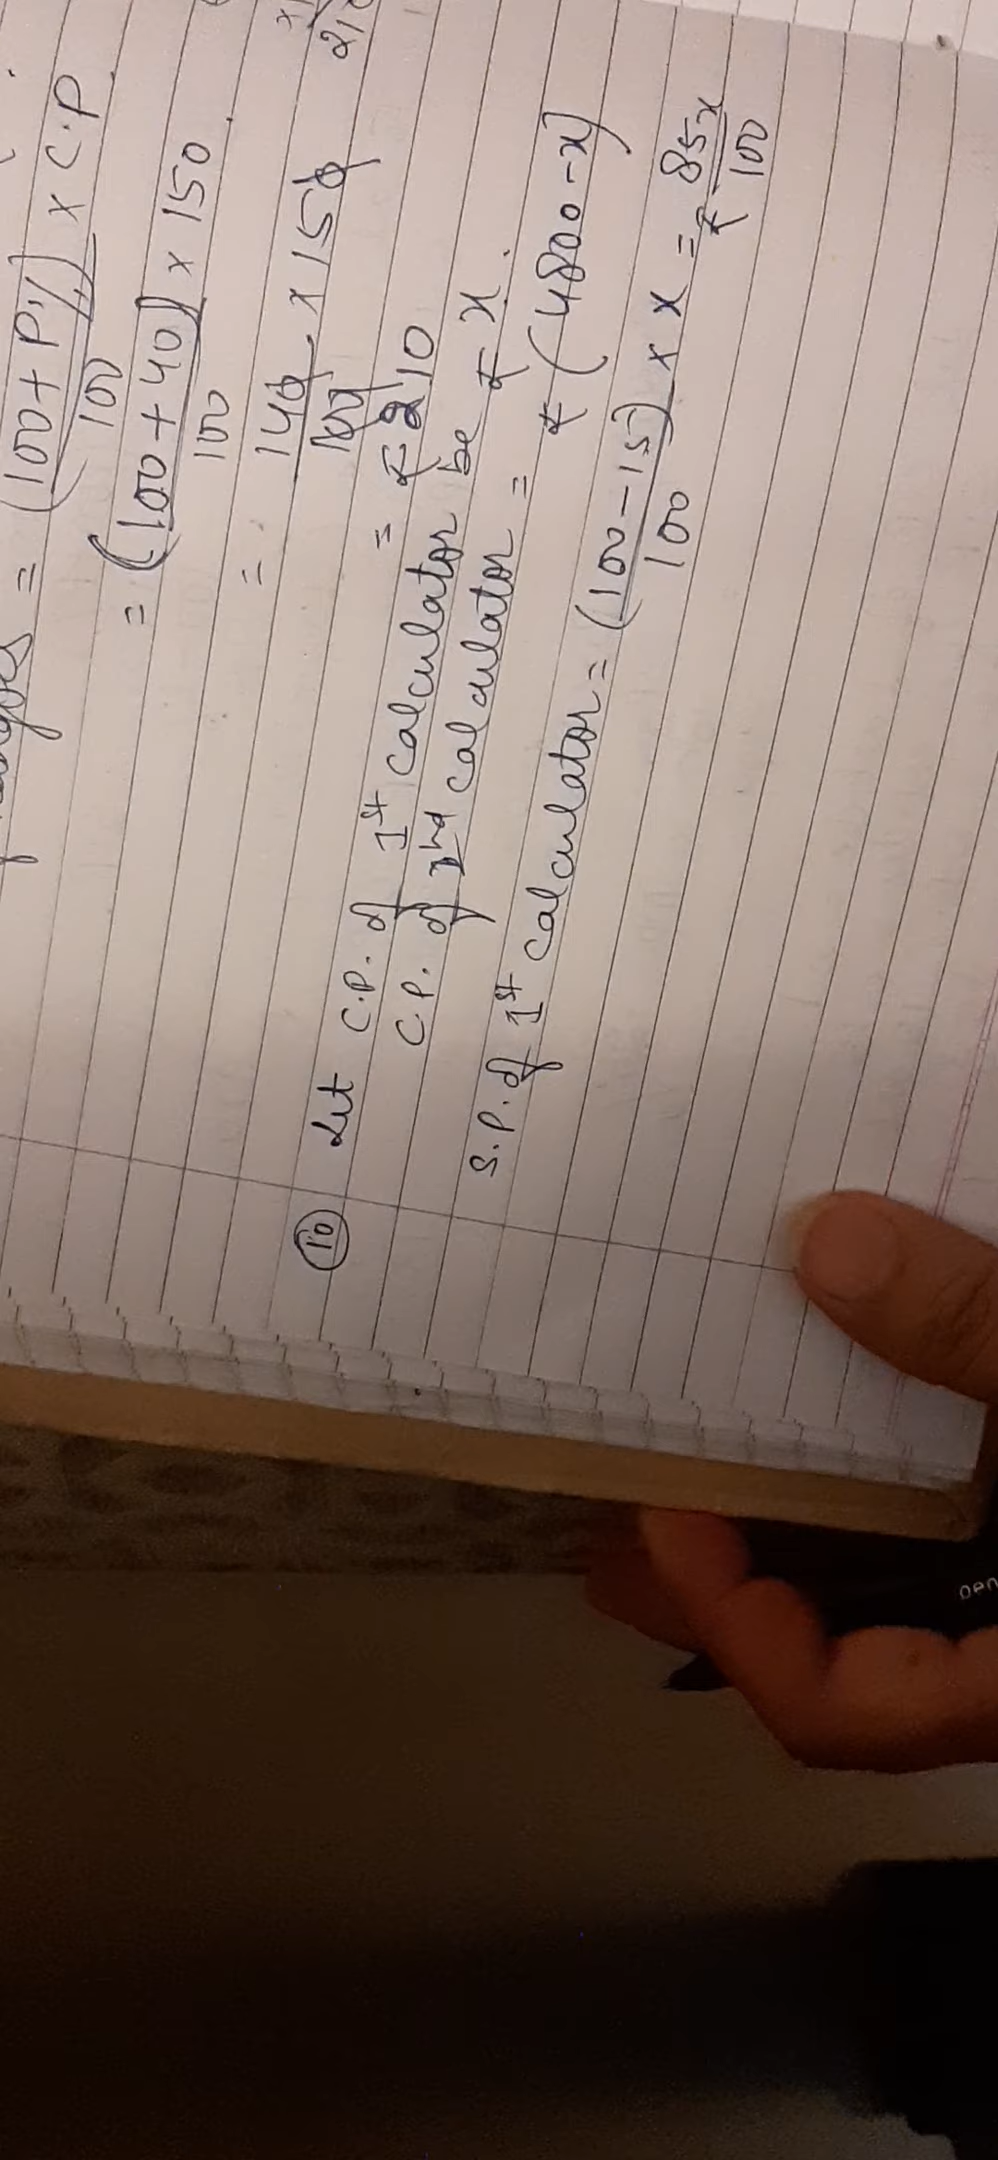 = (100 + P%) x C.P
100
= (100 + 40) x 150
100
= 140 x 150
100
= ₹ 210
10 Let C.P. of 1st calculator be ₹ x.
C.P. of 2nd calculator = ₹ (4800 - x)
S.P. of 1st calculator = (100 - 15) x x = ₹ 85x
100 100